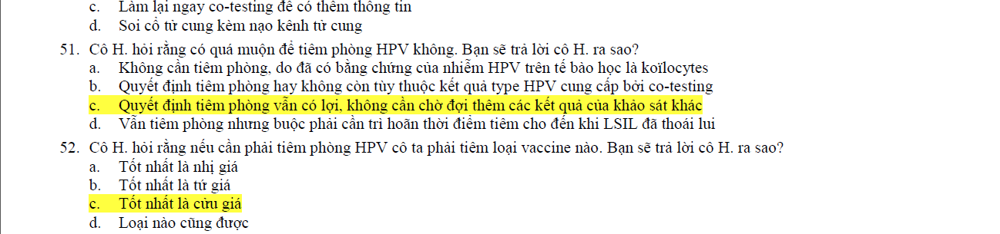 c. Làm lại ngay co-testing để có thêm thông tin
d. Soi cổ tử cung kèm nạo kênh tử cung
51. Cô H. hỏi rằng có quá muộn để tiêm phòng HPV không. Bạn sẽ trả lời cô H. ra sao?
a. Không cần tiêm phòng, do đã có bằng chứng của nhiễm HPV trên tế bào học là koïlocytes
b. Quyết định tiêm phòng hay không còn tùy thuộc kết quả type HPV cung cấp bởi co-testing
c. Quyết định tiêm phòng vẫn có lợi, không cần chờ đợi thêm các kết quả của khảo sát khác
d. Vẫn tiêm phòng nhưng buộc phải cần trì hoãn thời điểm tiêm cho đến khi LSIL đã thoái lui
52. Cô H. hỏi rằng nếu cần phải tiêm phòng HPV cô ta phải tiêm loại vaccine nào. Bạn sẽ trả lời cô H. ra sao?
a. Tốt nhất là nhị giá
b. Tốt nhất là tứ giá
c. Tốt nhất là cửu giá
d. Loại nào cũng được